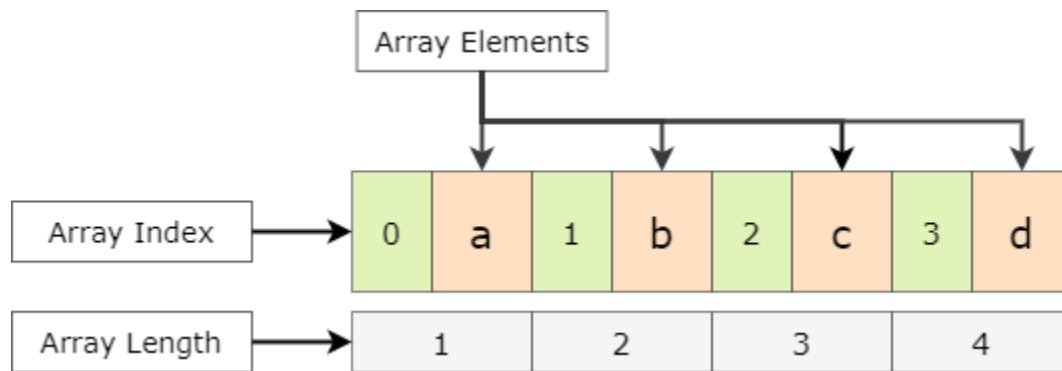 Array Elements
Array Index
0 a 1 b 2 c 3 d
Array Length
1 2 3 4